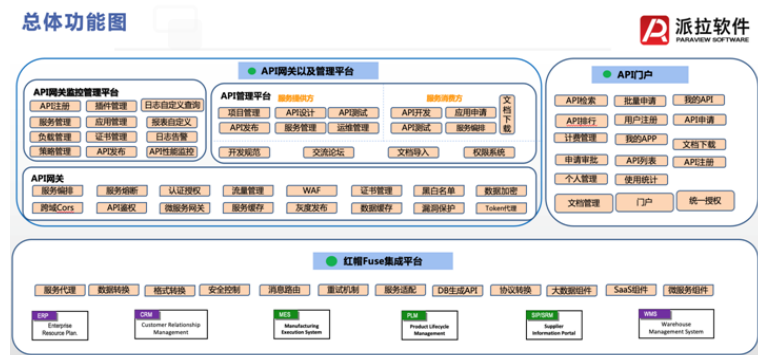 总体功能图
派拉软件
PARAVIEW SOFTWARE
API网关以及管理平台
API网关监控管理平台
API注册 插件管理 日志自定义查询
服务管理 应用管理 报表自定义
负载管理 证书管理 日志告警
策略管理 API发布 API性能监控
API管理平台 服务提供方 服务消费方
项目管理 API设计 API测试 API开发 应用申请 文档下载
API发布 服务管理 运维管理 API测试 服务编排
开发规范 交流论坛 文档导入 权限系统
API网关
服务编排 服务熔断 认证授权 流量管理 WAF 证书管理 黑白名单 数据加密
跨域Cors API鉴权 微服务网关 服务缓存 灰度发布 数据缓存 漏洞保护 Token代理
API门户
API检索 批量申请 我的API
API排行 用户注册 API申请
计费管理 我的APP 文档下载
申请审批 API列表 API注册
个人管理 使用统计
文档管理 门户 统一授权
红帽Fuse集成平台
服务代理 数据转换 格式转换 安全控制 消息路由 重试机制 服务适配 DB生成API 协议转换 大数据组件 SaaS组件 微服务组件
ERP
Enterprise
Resource Plan.
CRM
Customer Relationship
Management
MES
Manufacturing
Execution System
PLM
Product Lifecycle
Management
SIP/SRM
Supplier
Information Portal
WMS
Warehouse
Management System